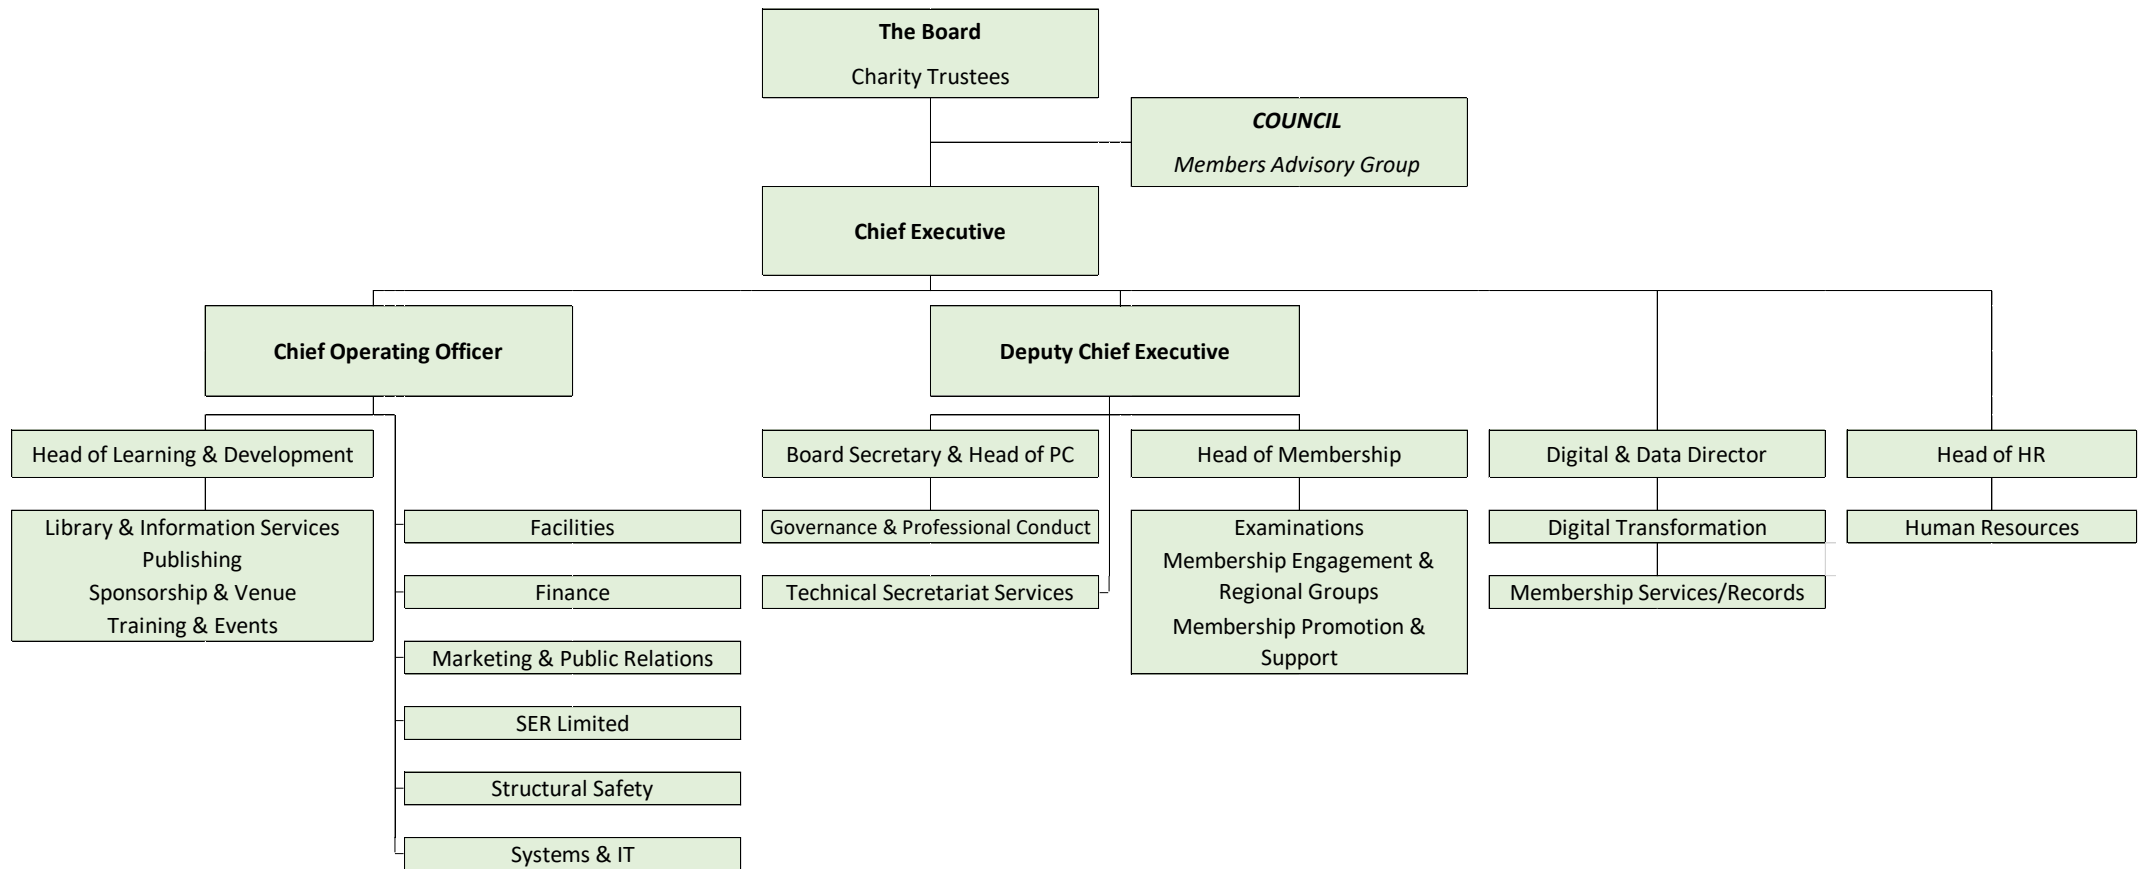 The Board
Charity Trustees
COUNCIL
Members Advisory Group
Chief Executive
Chief Operating Officer
Deputy Chief Executive
Head of Learning & Development
Board Secretary & Head of PC
Head of Membership
Digital & Data Director
Head of HR
Library & Information Services
Publishing
Sponsorship & Venue
Training & Events
Facilities
Finance
Marketing & Public Relations
SER Limited
Structural Safety
Systems & IT
Governance & Professional Conduct
Technical Secretariat Services
Examinations
Membership Engagement &
Regional Groups
Membership Promotion &
Support
Digital Transformation
Membership Services/Records
Human Resources